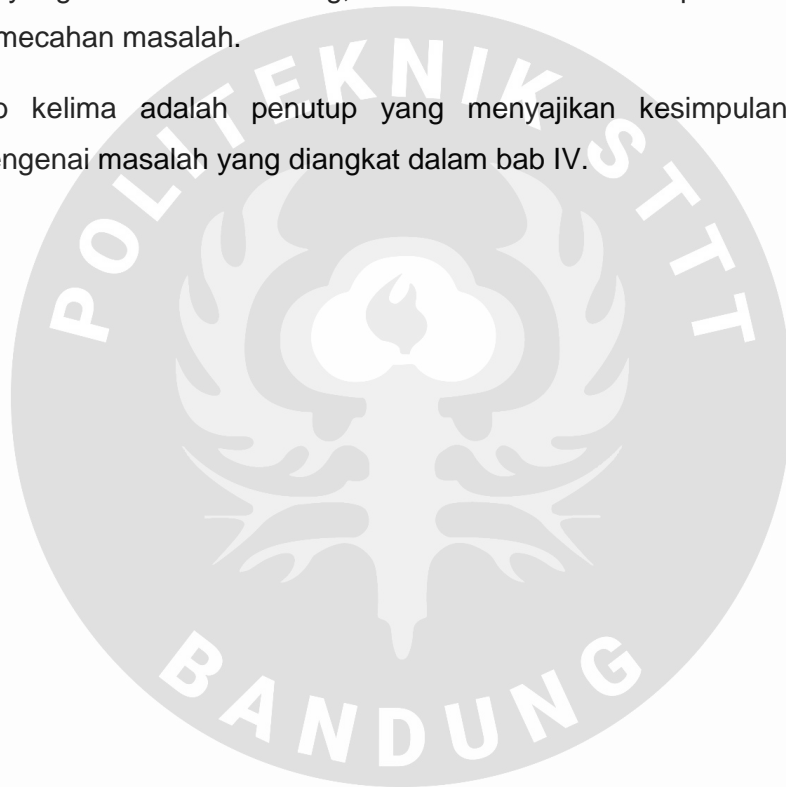 mecahan masalah.
kelima adalah penutup yang menyajikan kesimpulan
engenai masalah yang diangkat dalam bab IV.
POLITEKNIK STTT
BANDUNG